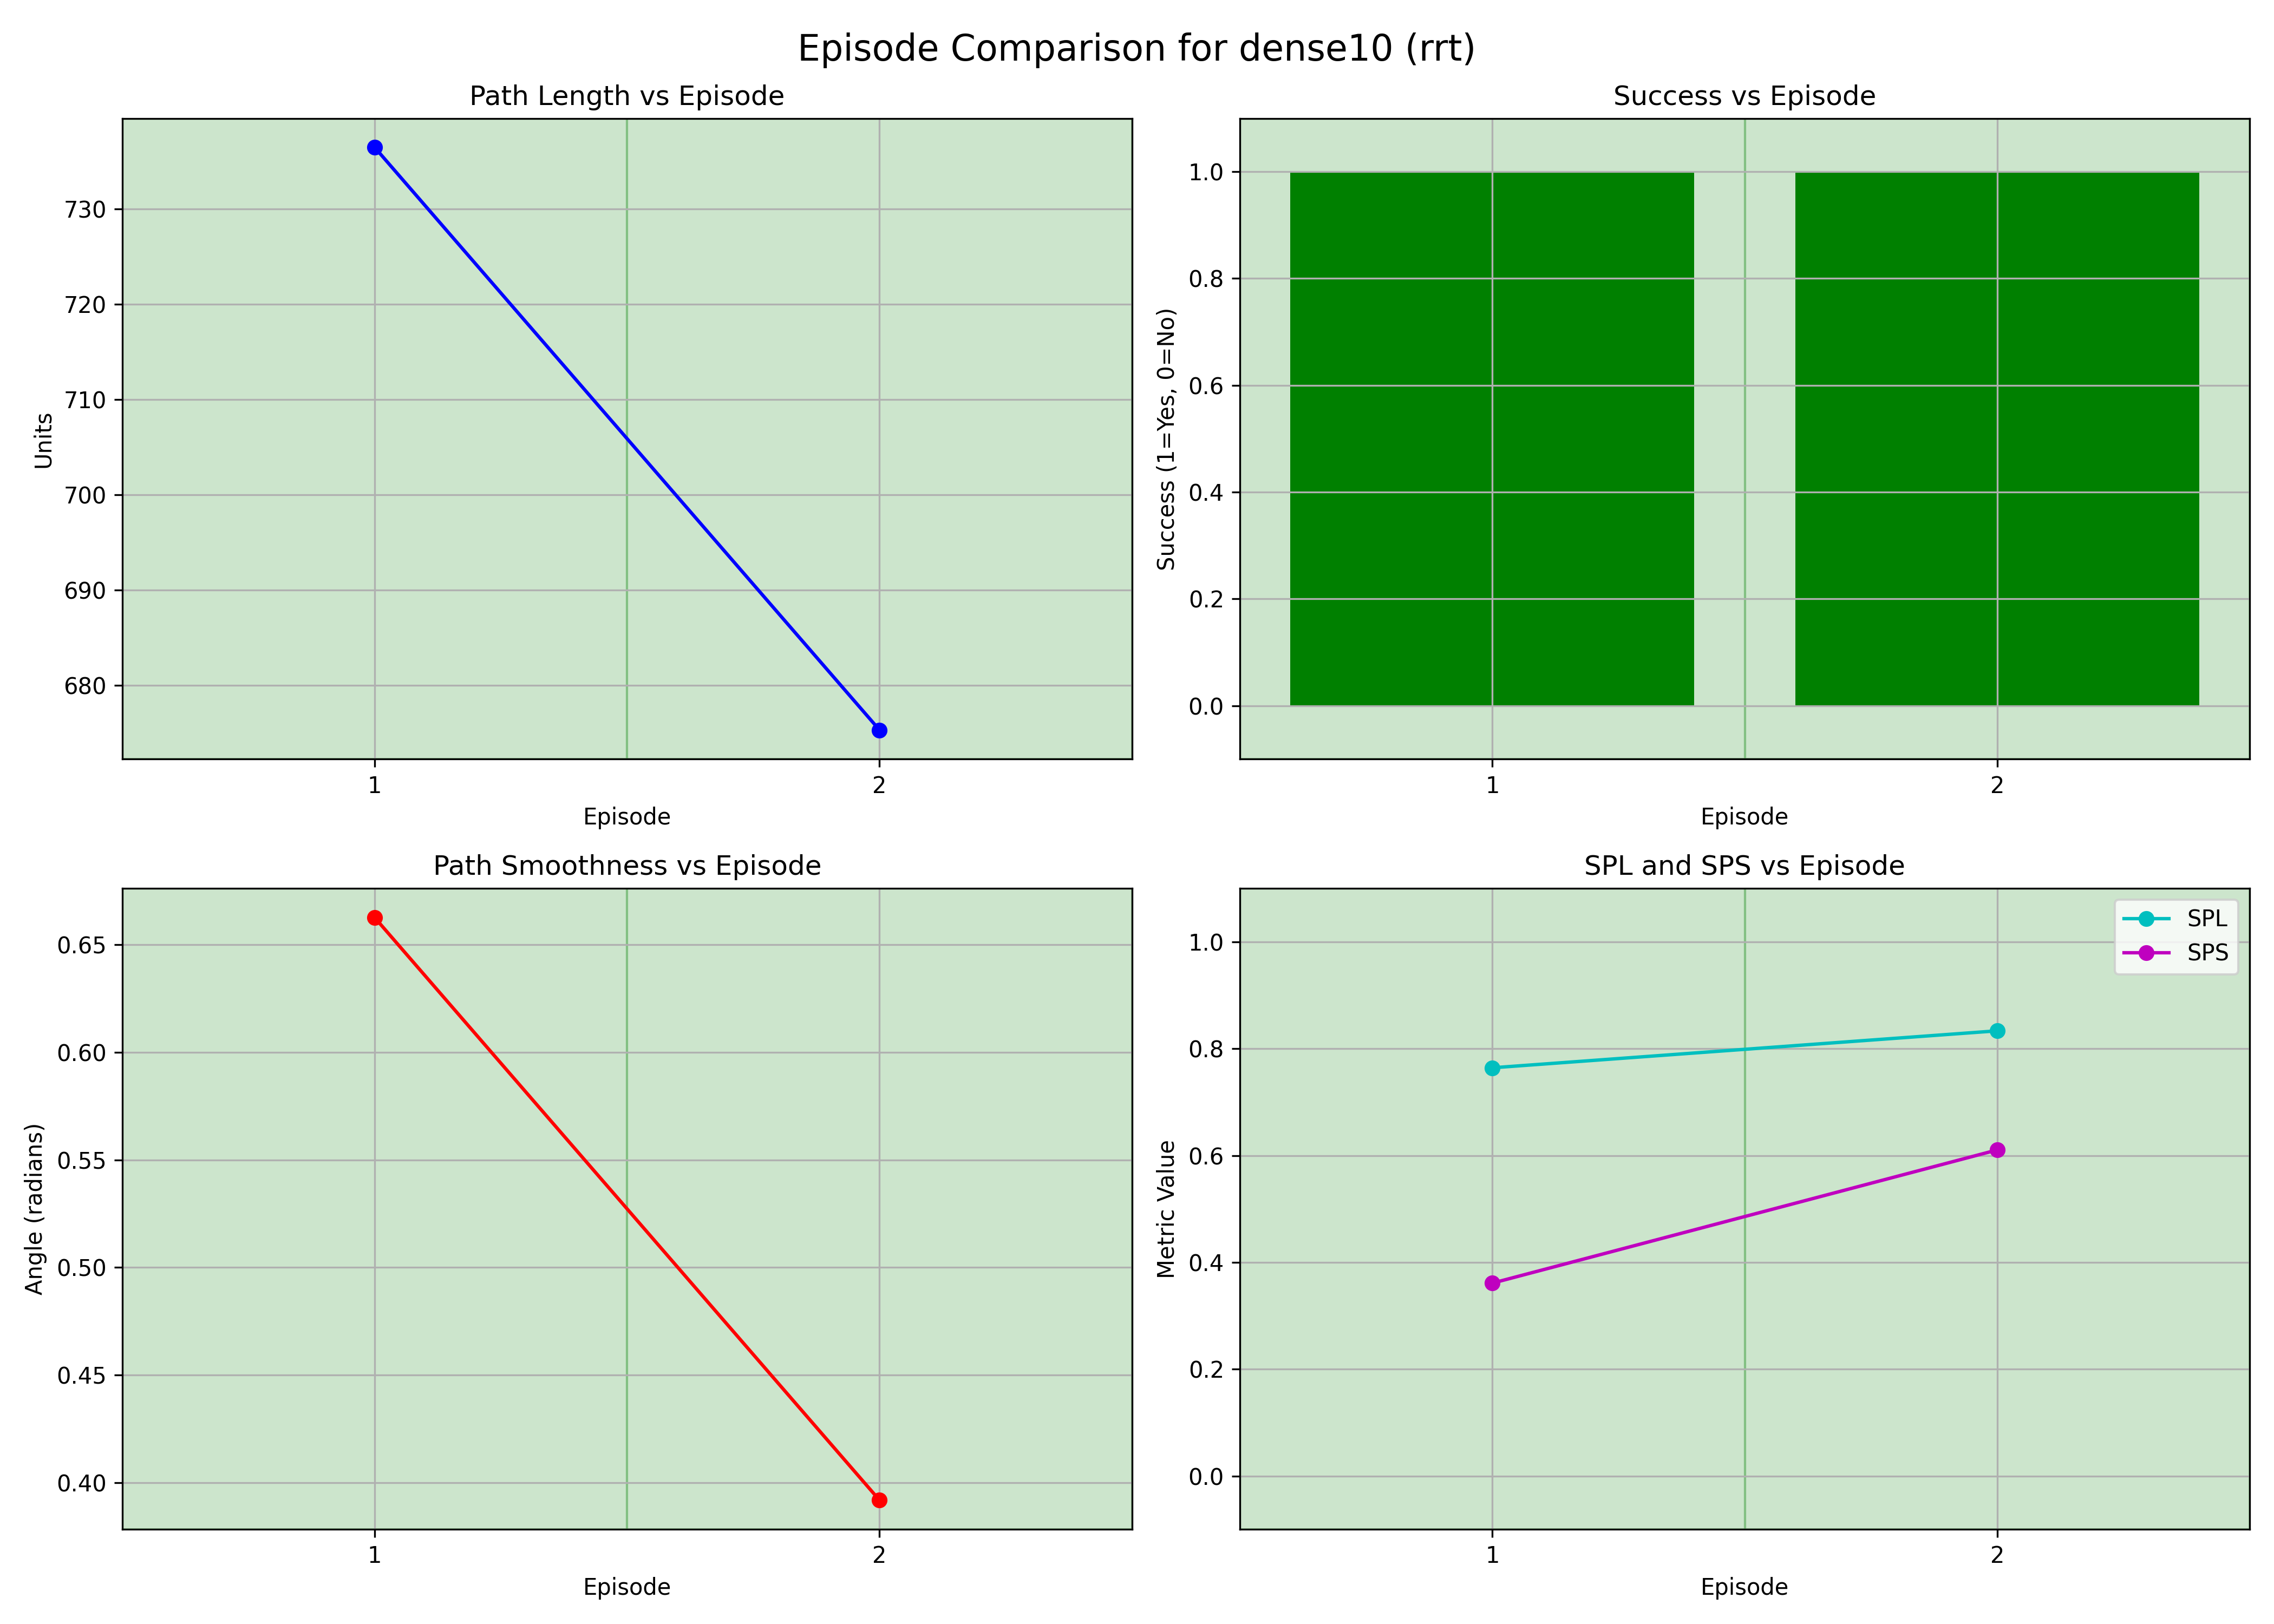 Episode Comparison for dense10 (rrt)
Path Length vs Episode
730
720
710
700
690
680
Units
1
2
Episode
Success vs Episode
1.0
0.8
0.6
0.4
0.2
0.0
Success (1=Yes, 0=No)
1
2
Episode
Path Smoothness vs Episode
0.65
0.60
0.55
0.50
0.45
0.40
Angle (radians)
1
2
Episode
SPL and SPS vs Episode
SPL
SPS
1.0
0.8
0.6
0.4
0.2
0.0
Metric Value
1
2
Episode